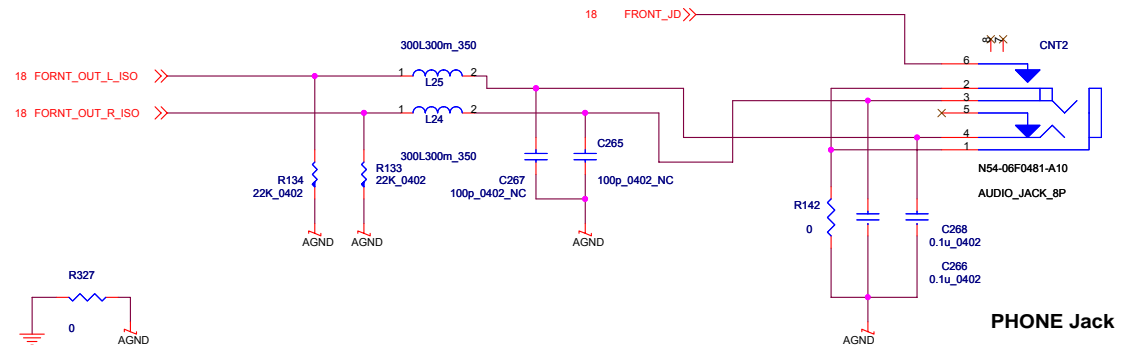 18 FRONT_JD
8 7
CNT2
300L300m_350
18 FORNT_OUT_L_ISO
1 2
L25
6
2
3
5
4
1
18 FORNT_OUT_R_ISO
1 2
L24
300L300m_350
C265
100p_0402_NC
C267
100p_0402_NC
R134
22K_0402
R133
22K_0402
N54-06F0481-A10
AUDIO_JACK_8P
R142
0
C268
0.1u_0402
C266
0.1u_0402
AGND
AGND
AGND
R327
0
AGND
AGND
PHONE Jack